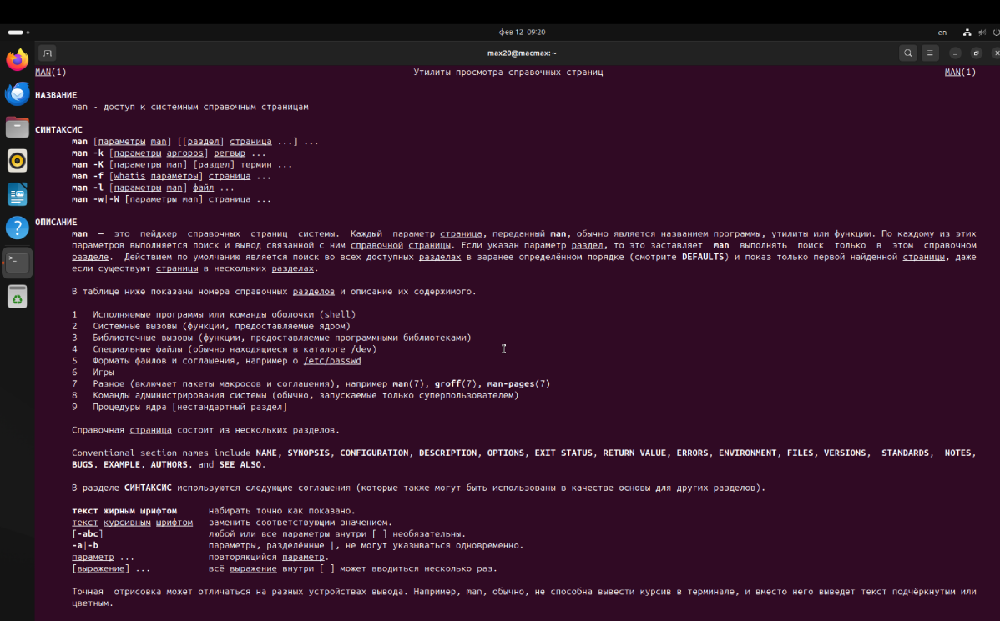 фев 12 09:20
en
max20@macmax: ~
MAN(1) Утилиты просмотра справочных страниц MAN(1)
НАЗВАНИЕ
man - доступ к системным справочным страницам
СИНТАКСИС
man [параметры man] [[раздел] страница ...] ...
man -k [параметры apropos] регвыр ...
man -K [параметры man] [раздел] термин ...
man -f [whatis параметры] страница ...
man -l [параметры man] файл ...
man -w|-W [параметры man] страница ...
ОПИСАНИЕ
man — это пейджер справочных страниц системы. Каждый параметр страница, переданный man, обычно является названием программы, утилиты или функции. По каждому из этих
параметров выполняется поиск и вывод связанной с ним справочной страницы. Если указан параметр раздел, то это заставляет man выполнять поиск только в этом справочном
разделе. Действием по умолчанию является поиск во всех доступных разделах в заранее определённом порядке (смотрите DEFAULTS) и показ только первой найденной страницы, даже
если существуют страницы в нескольких разделах.
В таблице ниже показаны номера справочных разделов и описание их содержимого.
1 Исполняемые программы или команды оболочки (shell)
2 Системные вызовы (функции, предоставляемые ядром)
3 Библиотечные вызовы (функции, предоставляемые программными библиотеками)
4 Специальные файлы (обычно находящиеся в каталоге /dev)
5 Форматы файлов и соглашения, например о /etc/passwd
6 Игры
7 Разное (включает пакеты макросов и соглашения), например man(7), groff(7), man-pages(7)
8 Команды администрирования системы (обычно, запускаемые только суперпользователем)
9 Процедуры ядра [нестандартный раздел]
Справочная страница состоит из нескольких разделов.
Conventional section names include NAME, SYNOPSIS, CONFIGURATION, DESCRIPTION, OPTIONS, EXIT STATUS, RETURN VALUE, ERRORS, ENVIRONMENT, FILES, VERSIONS, STANDARDS, NOTES,
BUGS, EXAMPLE, AUTHORS, and SEE ALSO.
В разделе СИНТАКСИС используются следующие соглашения (которые также могут быть использованы в качестве основы для других разделов).
текст жирным шрифтом набирать точно как показано.
текст курсивным шрифтом заменить соответствующим значением.
[-abc] любой или все параметры внутри [ ] необязательны.
-a|-b параметры, разделённые |, не могут указываться одновременно.
параметр ... повторяющийся параметр.
[выражение] ... всё выражение внутри [ ] может вводиться несколько раз.
Точная отрисовка может отличаться на разных устройствах вывода. Например, man, обычно, не способна вывести курсив в терминале, и вместо него выведет текст подчёркнутым или
цветным.